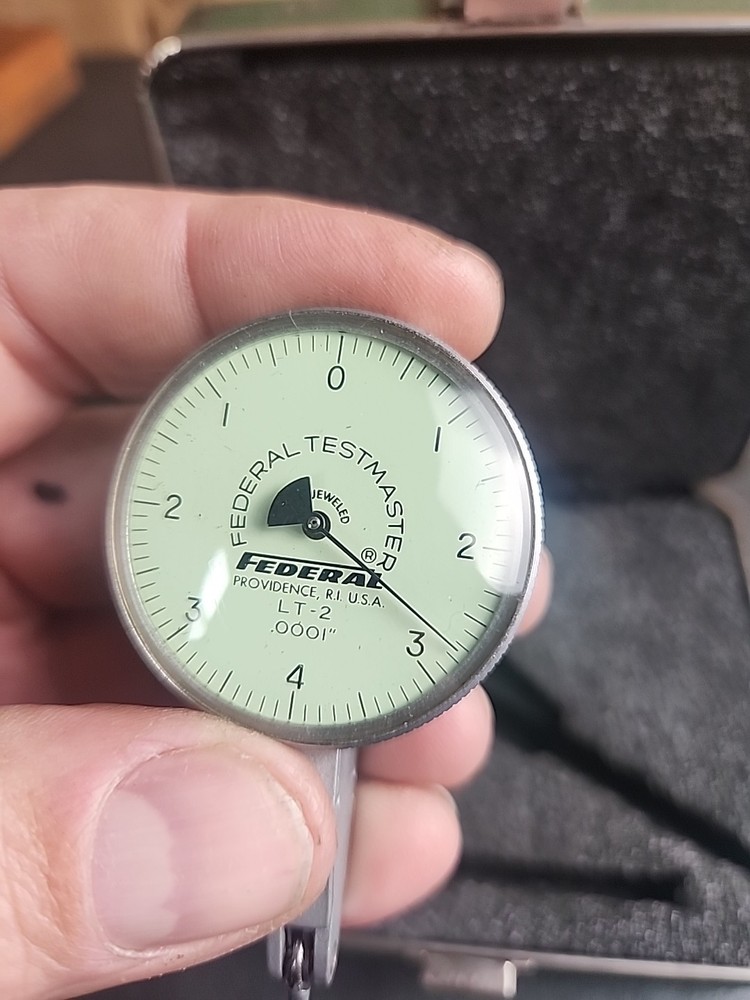 0
1
1
2
2
3
3
4
FEDERAL TESTMASTER
JEWELED
®
FEDERAL
PROVIDENCE, R.I. U.S.A.
LT-2
.0001"